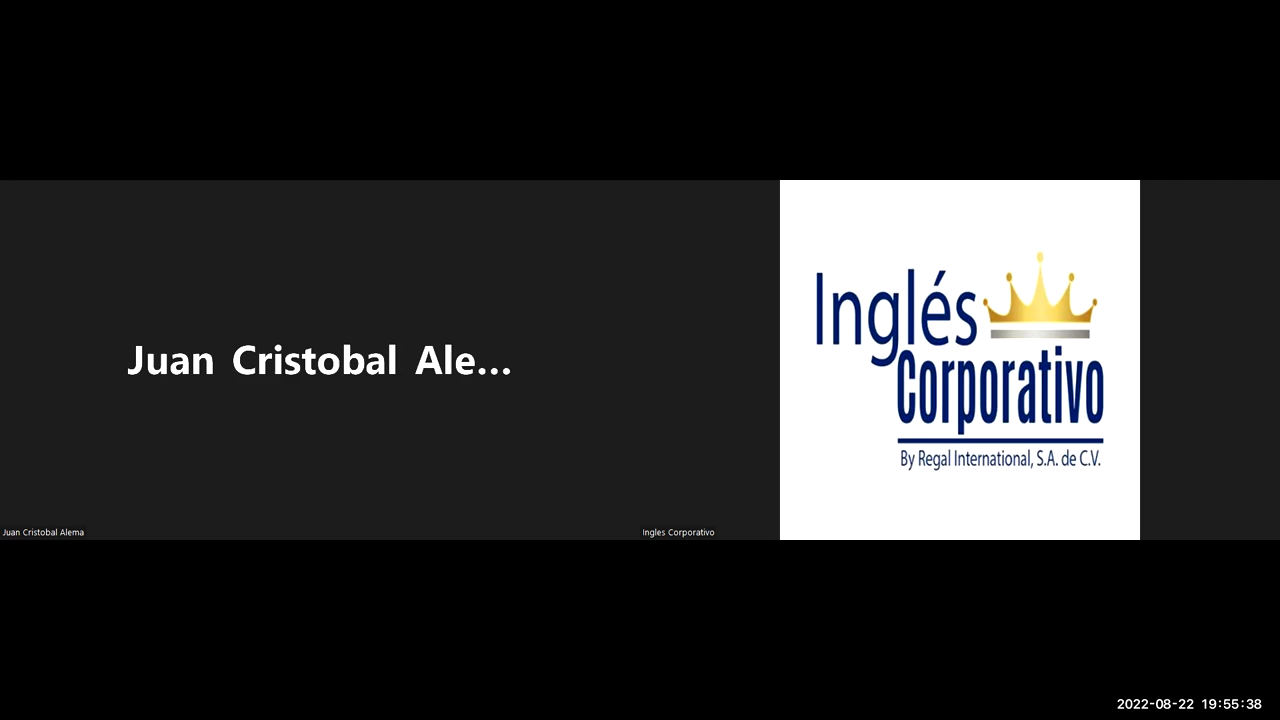 Juan Cristobal Ale...
Juan Cristobal Alema
Inglés
Corporativo
By Regal International, S.A. de C.V.
Ingles Corporativo
2022-08-22 19:55:38